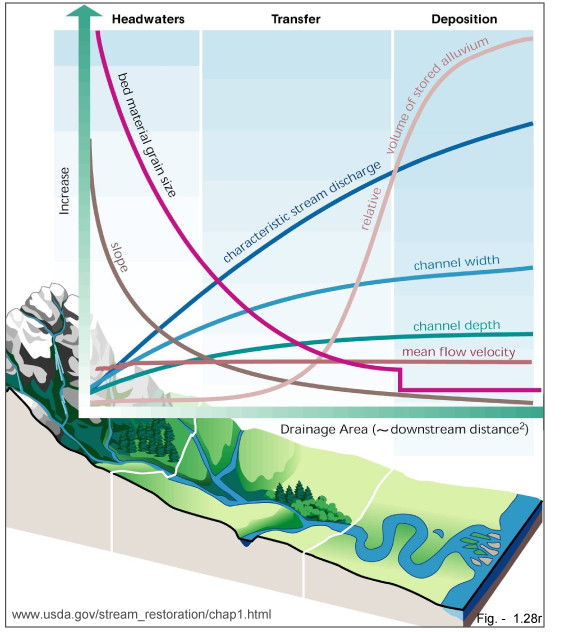 Headwaters Transfer Deposition
Increase
bed material grain size
slope
characteristic stream discharge
relative volume of stored alluvium
channel width
channel depth
mean flow velocity
Drainage Area (~downstream distance²)
www.usda.gov/stream_restoration/chap1.html
Fig. - 1.28r